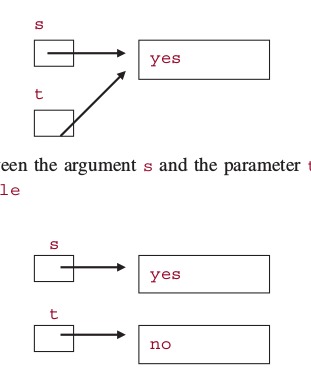 s
yes
t
een the argument s and the parameter t
le
s
yes
t
no